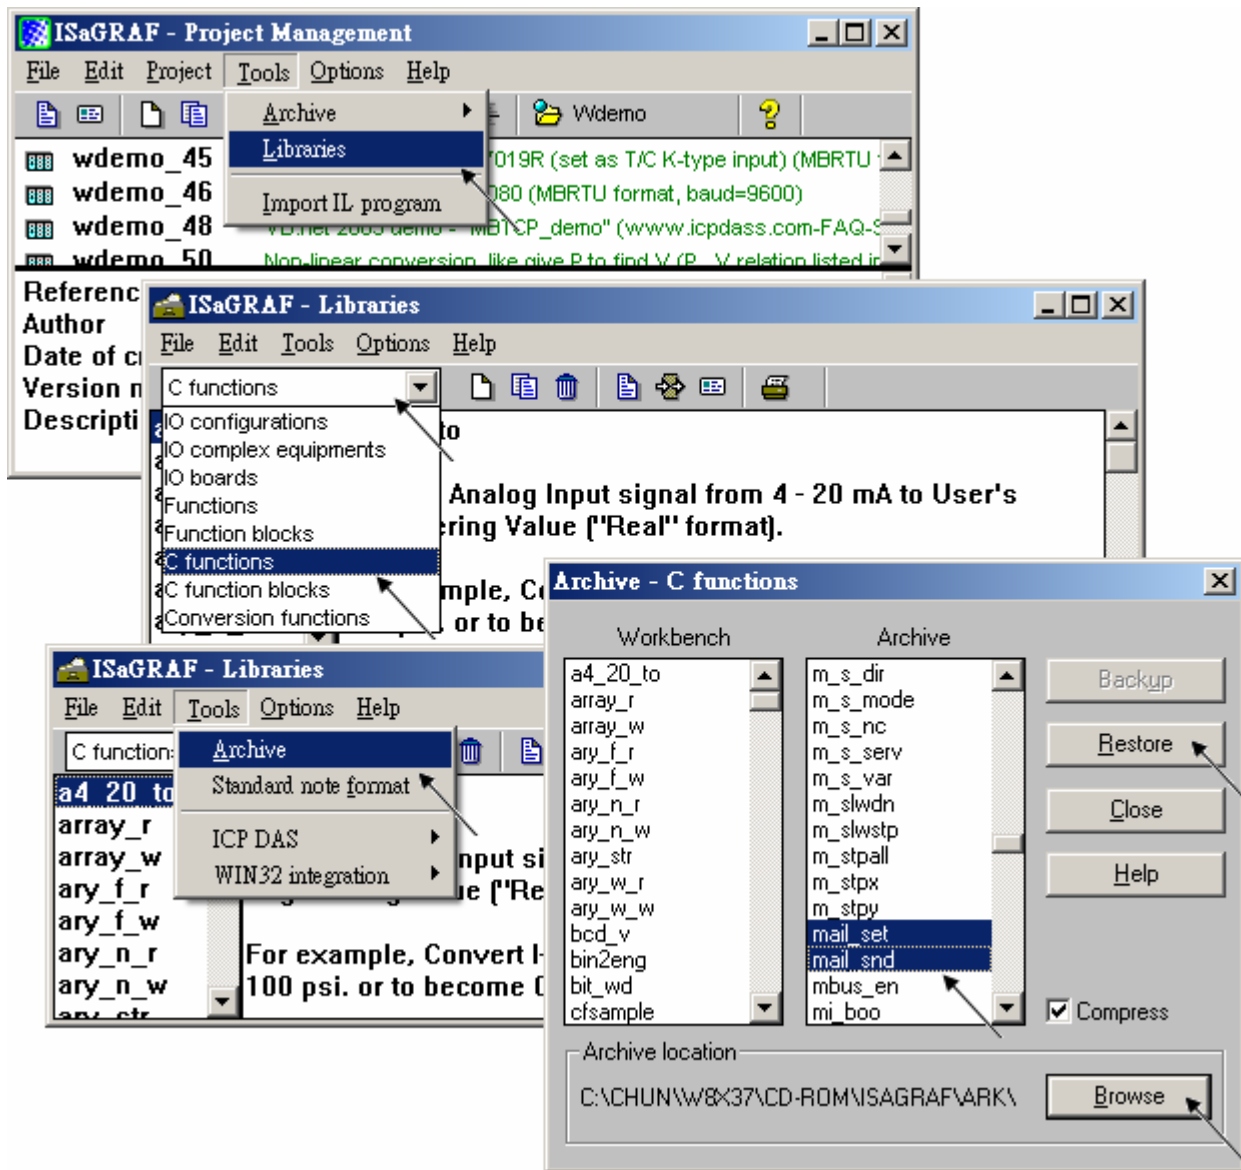 ISaGRAF - Project Management
File Edit Project Tools Options Help
Wdemo
Archive
Libraries
Import IL program
wdemo_45
7019R (set as T/C K-type input) (MBRTU
wdemo_46
080 (MBRTU format, baud=9600)
wdemo_48
VB.net 2003 demo - "MBTCP_demo" (www.icpdass.com-FAQ-S
wdemo_50
Non-linear conversion, like give P to find V (P , V relation listed in
Referenc
Author
Date of c
Version n
Descripti
ISaGRAF - Libraries
File Edit Tools Options Help
C functions
IO configurations
IO complex equipments
IO boards
Functions
Function blocks
C functions
C function blocks
Conversion functions
to
Analog Input signal from 4 - 20 mA to User's
ering Value ("Real" format).
mple, C
or to be
ISaGRAF - Libraries
File Edit Tools Options Help
C function:
Archive
Standard note format
ICP DAS
WIN32 integration
a4_20_to
array_r
array_w
ary_f_r
ary_f_w
ary_n_r
ary_n_w
ary_str
nput si
ue ("Re
For example, Convert I-
100 psi. or to become
Archive - C functions
Workbench
a4_20_to
array_r
array_w
ary_f_r
ary_f_w
ary_n_r
ary_n_w
ary_str
ary_w_r
ary_w_w
bcd_v
bin2eng
bit_wd
cfsample
Archive
m_s_dir
m_s_mode
m_s_nc
m_s_serv
m_s_var
m_slwdn
m_slwstp
m_stpall
m_stpx
m_stpy
mail_set
mail_snd
mbus_en
mi_boo
Backup
Restore
Close
Help
Compress
Archive location
C:\CHUN\W8X37\CD-ROM\ISAGRAF\ARK\
Browse